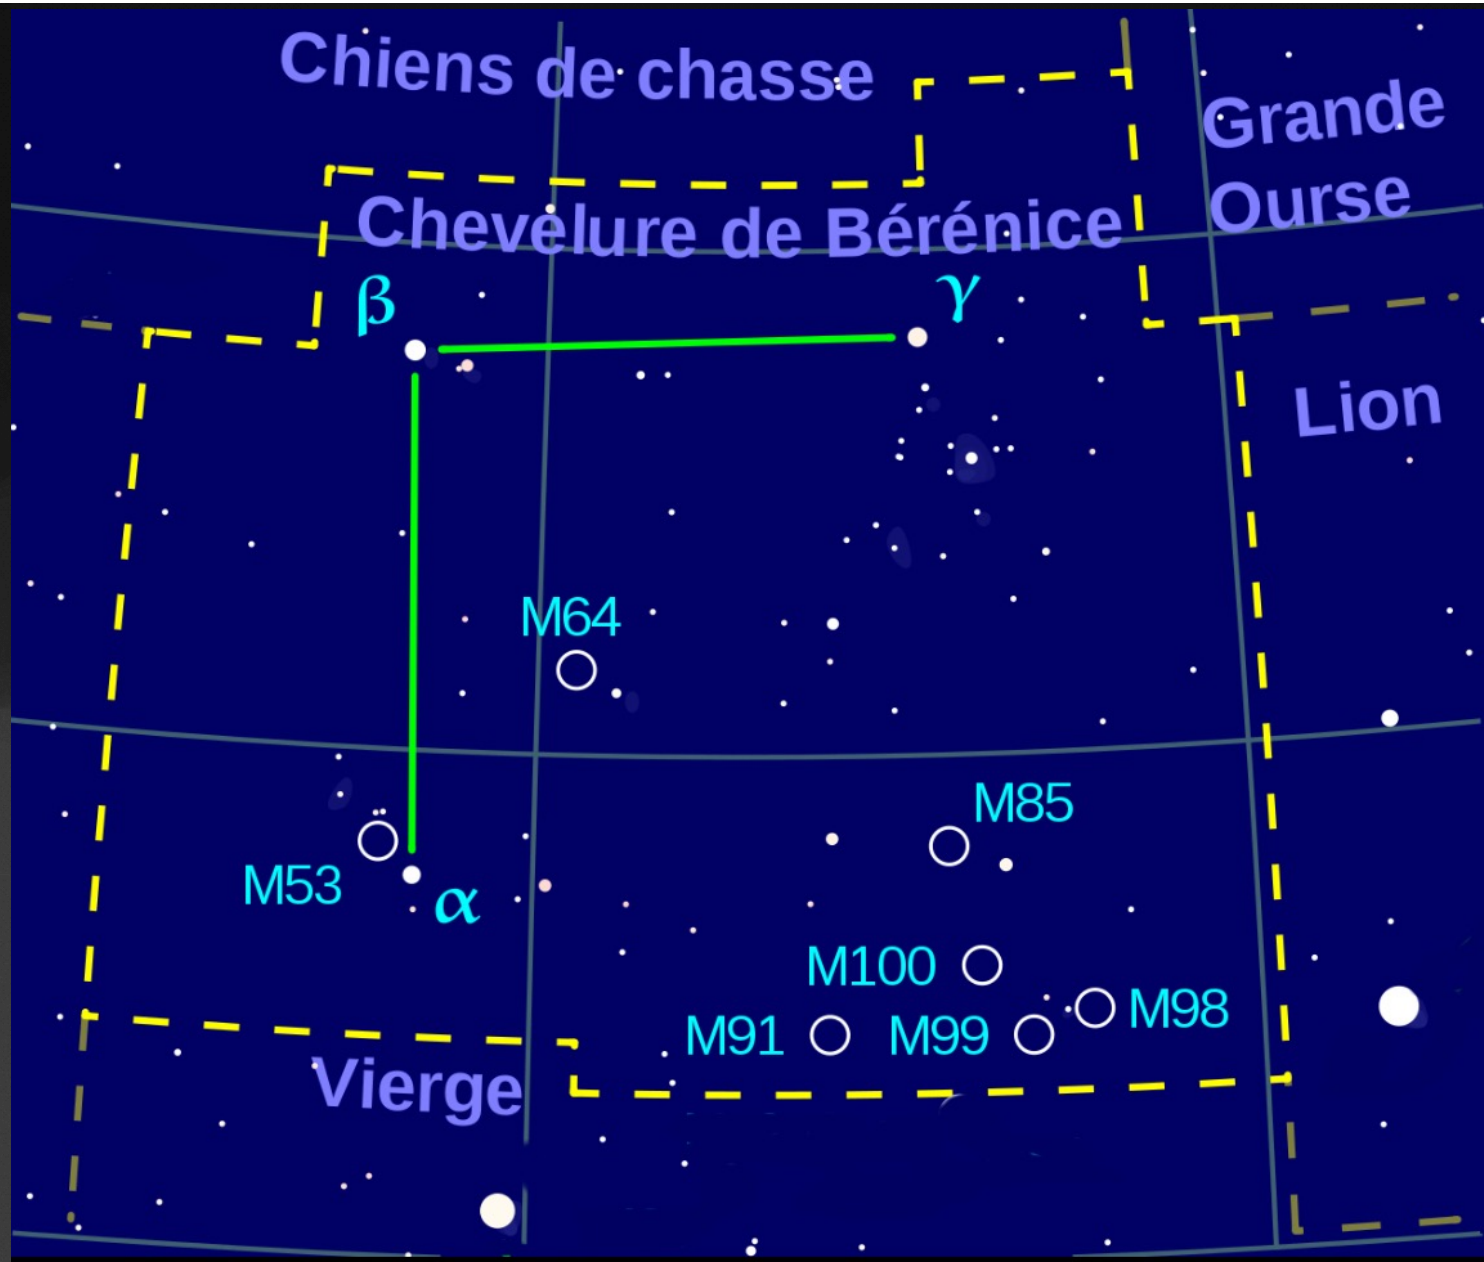 Chiens de chasse
Grande
Ourse
Chevelure de Bérénice
β
γ
Lion
M64
M85
M53
α
M100
M98
M91
M99
Vierge